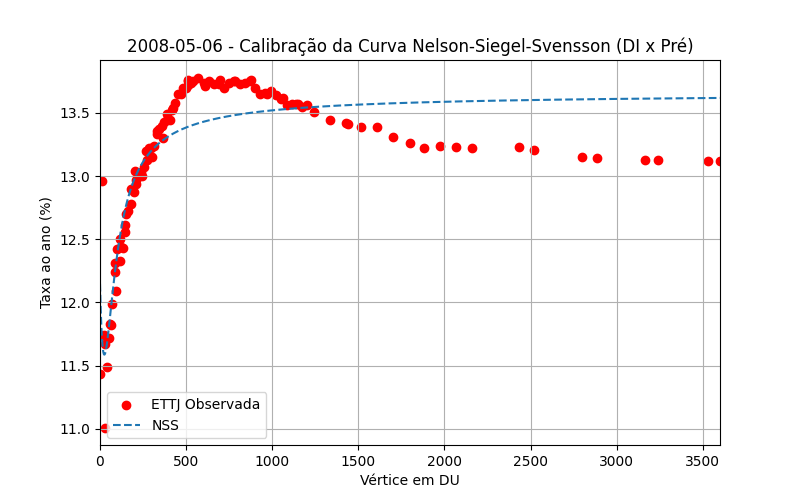 2008-05-06 - Calibração da Curva Nelson-Siegel-Svensson (DI x Pré)
Taxa ao ano (%)
13.5
13.0
12.5
12.0
11.5
11.0
ETTJ Observada
NSS
0 500 1000 1500 2000 2500 3000 3500
Vértice em DU